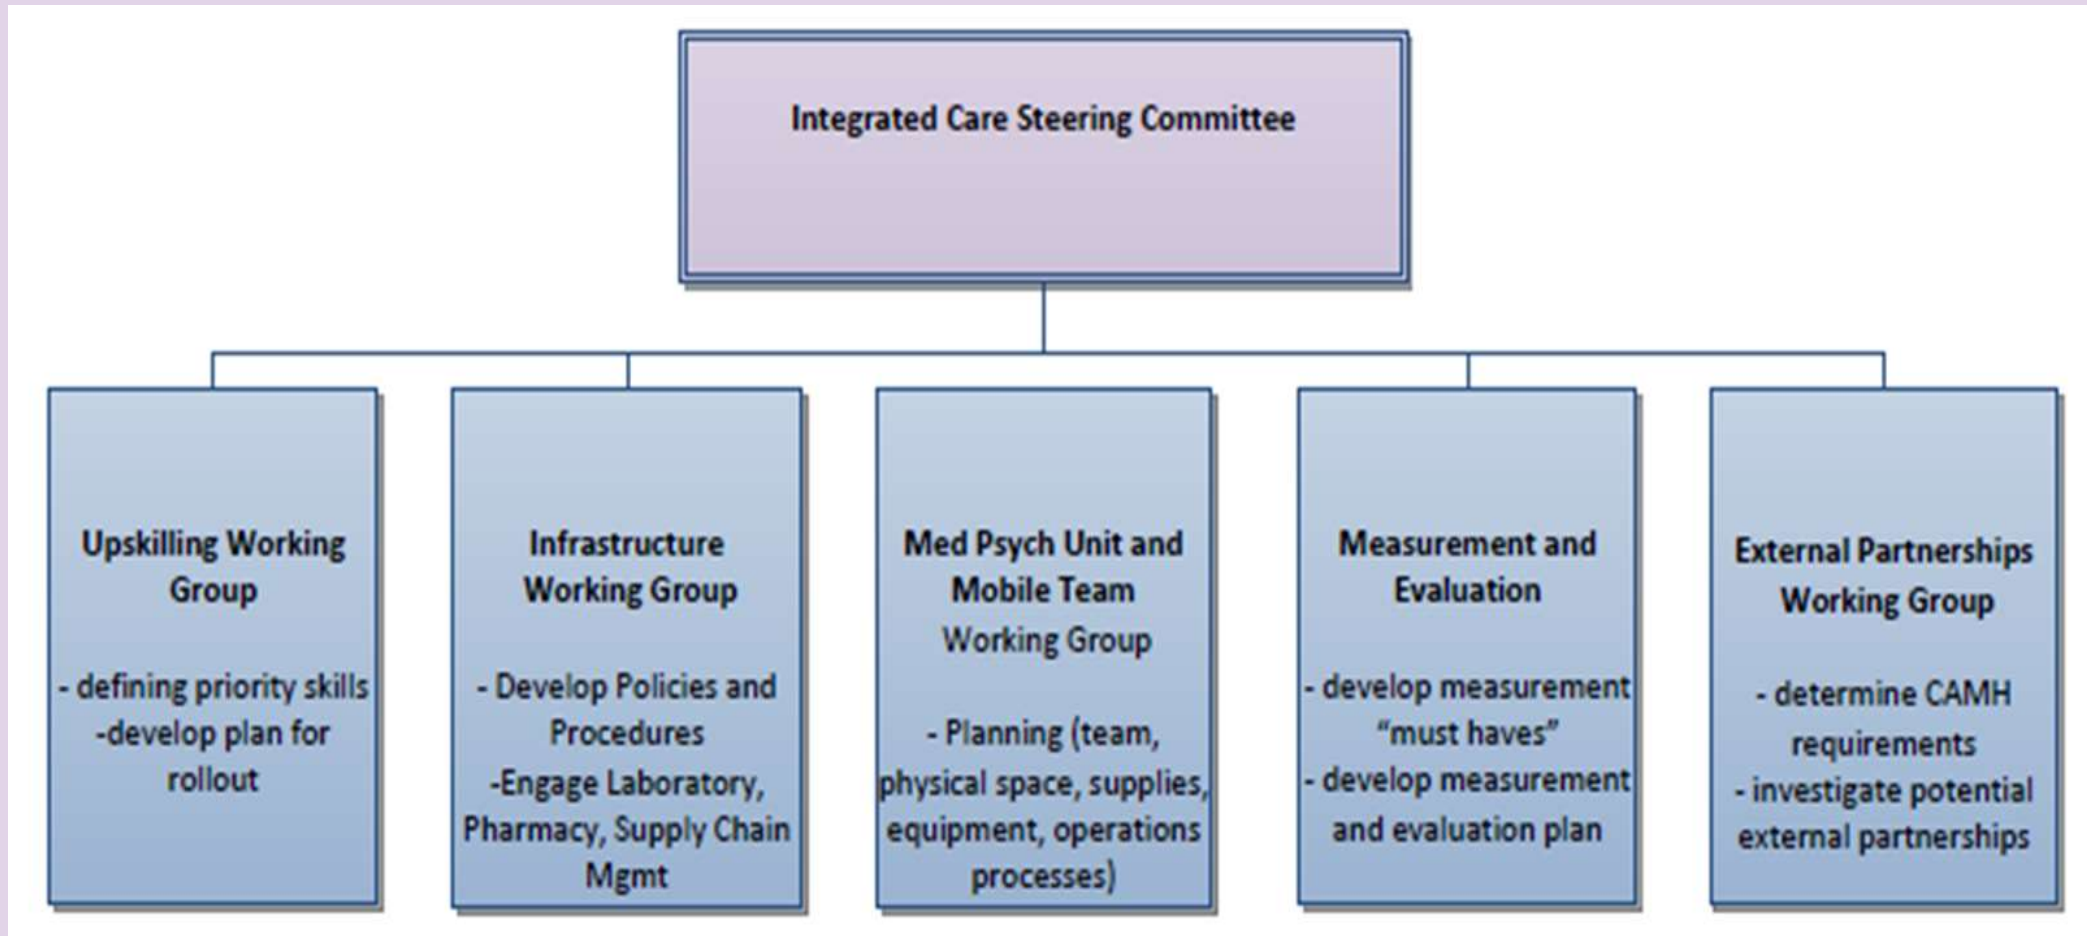 Integrated Care Steering Committee
Upskilling Working
Group
- defining priority skills
-develop plan for
rollout
Infrastructure
Working Group
- Develop Policies and
Procedures
-Engage Laboratory,
Pharmacy, Supply Chain
Mgmt
Med Psych Unit and
Mobile Team
Working Group
- Planning (team,
physical space, supplies,
equipment, operations
processes)
Measurement and
Evaluation
- develop measurement
“must haves”
- develop measurement
and evaluation plan
External Partnerships
Working Group
- determine CAMH
requirements
- investigate potential
external partnerships